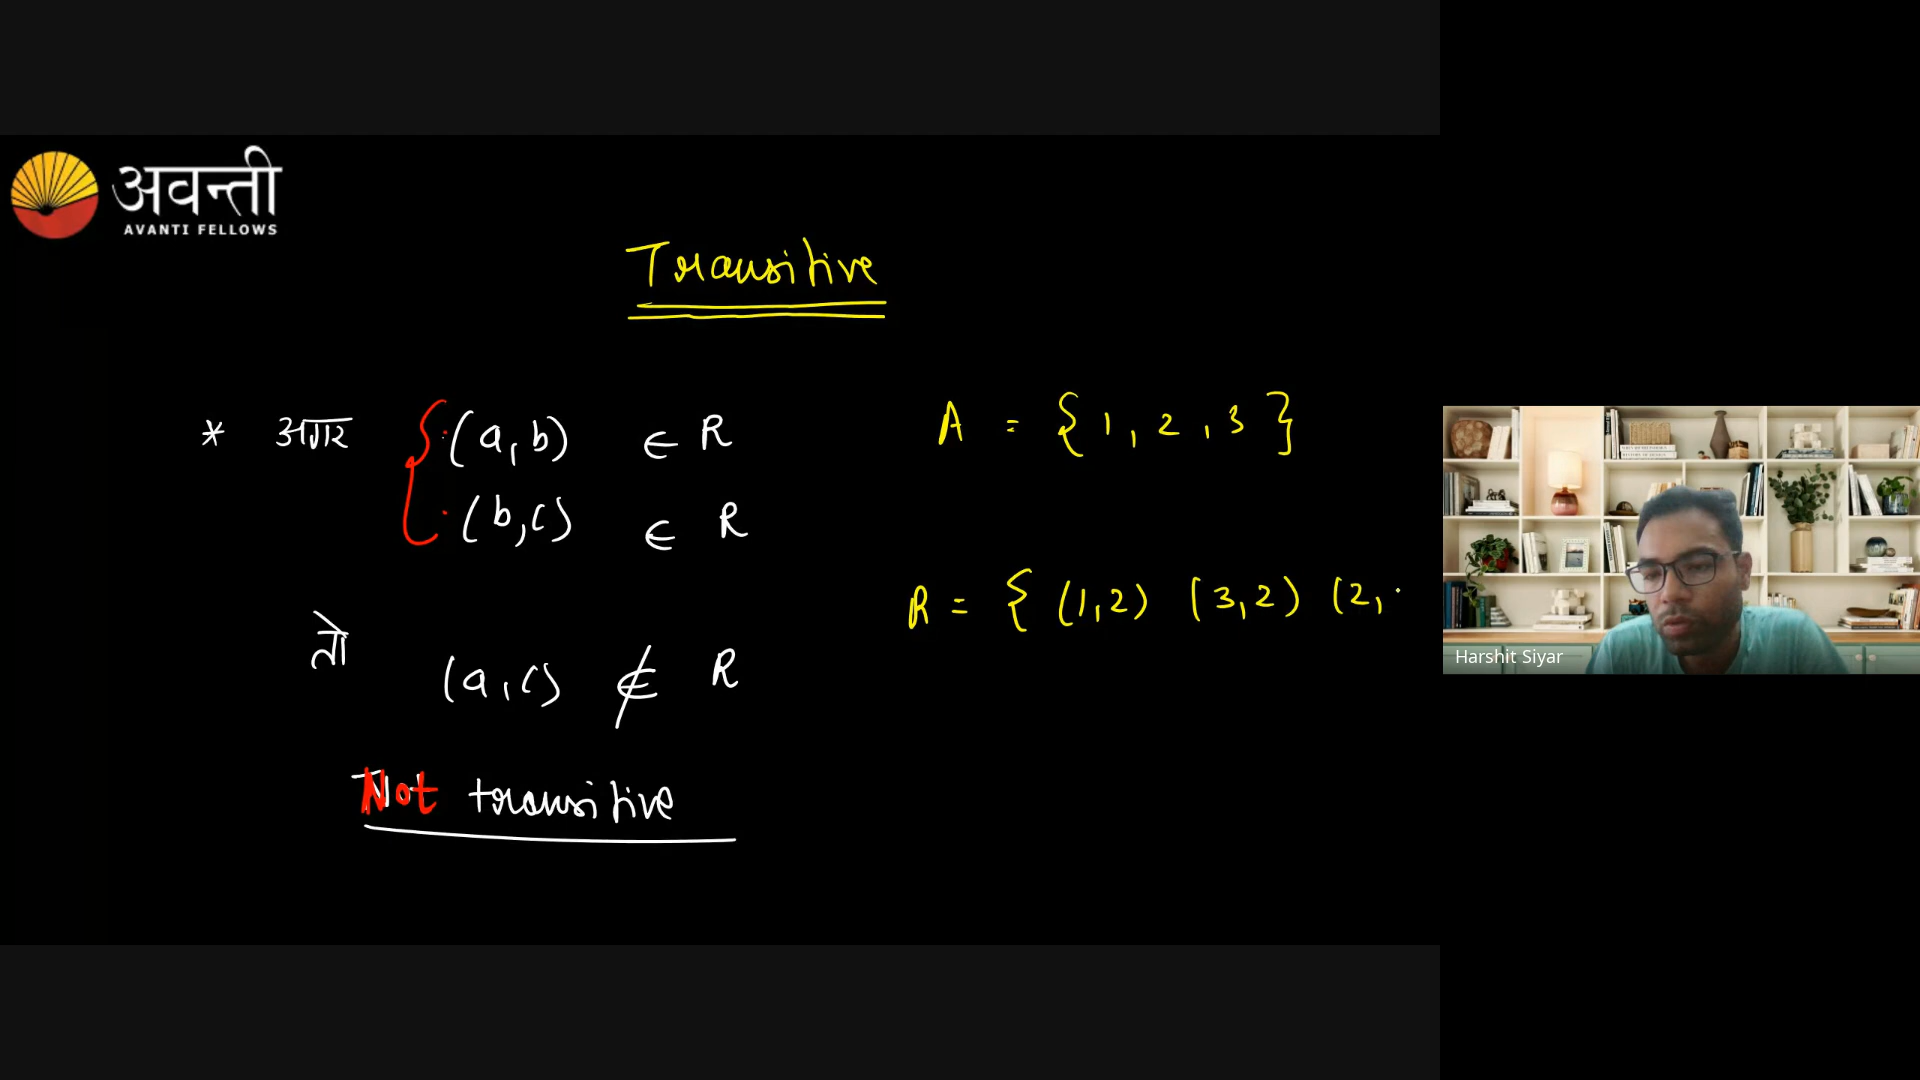 अवन्ती
AVANTI FELLOWS
Transitive
* अगर (a,b) ∈ R
(b,c) ∈ R
तो (a,c) ∉ R
Not transitive
A = {1, 2, 3}
R = { (1,2) (3,2) (2,
Harshit Siyar